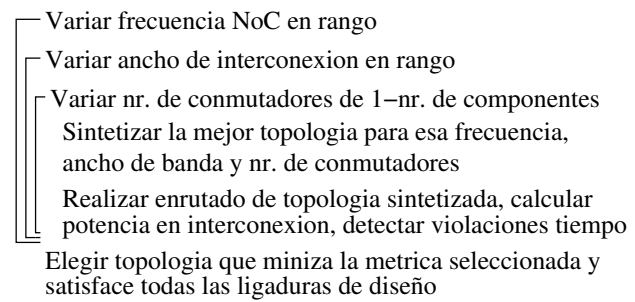 Variar frecuencia NoC en rango
Variar ancho de interconexion en rango
Variar nr. de conmutadores de 1−nr. de componentes
Sintetizar la mejor topologia para esa frecuencia,
ancho de banda y nr. de conmutadores
Realizar enrutado de topologia sintetizada, calcular
potencia en interconexion, detectar violaciones tiempo
Elegir topologia que miniza la metrica seleccionada y
satisface todas las ligaduras de diseño